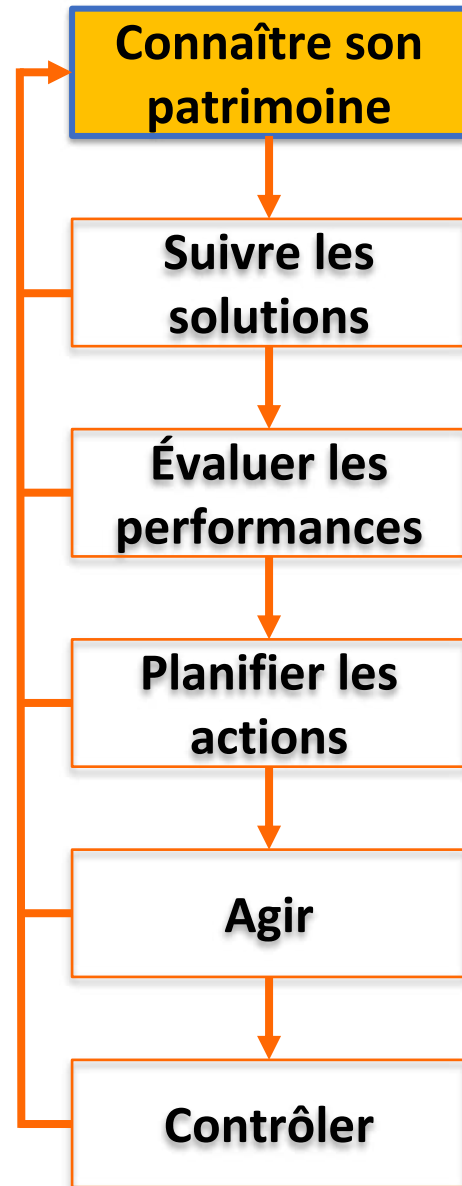 Connaître son
patrimoine
Suivre les
solutions
Évaluer les
performances
Planifier les
actions
Agir
Contrôler